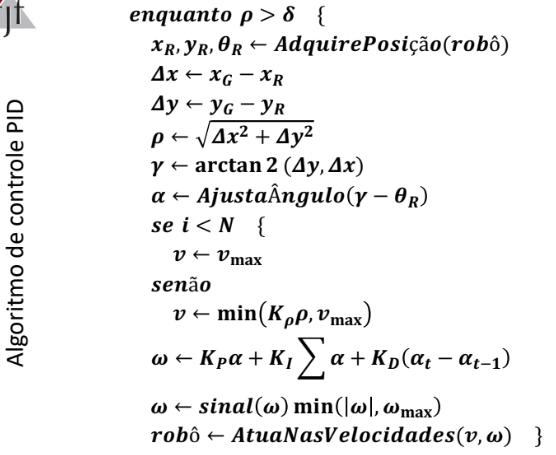 Algoritmo de controle PID
enquanto ρ > δ {
x_R, y_R, θ_R ← AdquirePosição(robô)
Δx ← x_G − x_R
Δy ← y_G − y_R
ρ ← √(Δx² + Δy²)
γ ← arctan 2 (Δy, Δx)
α ← AjustaÂngulo(γ − θ_R)
se i < N {
v ← v_max
senão
v ← min(K_ρρ, v_max)
ω ← K_Pα + K_I ∑ α + K_D(α_t − α_{t−1})
ω ← sinal(ω) min(|ω|, ω_max)
robô ← AtuaNasVelocidades(v, ω) }